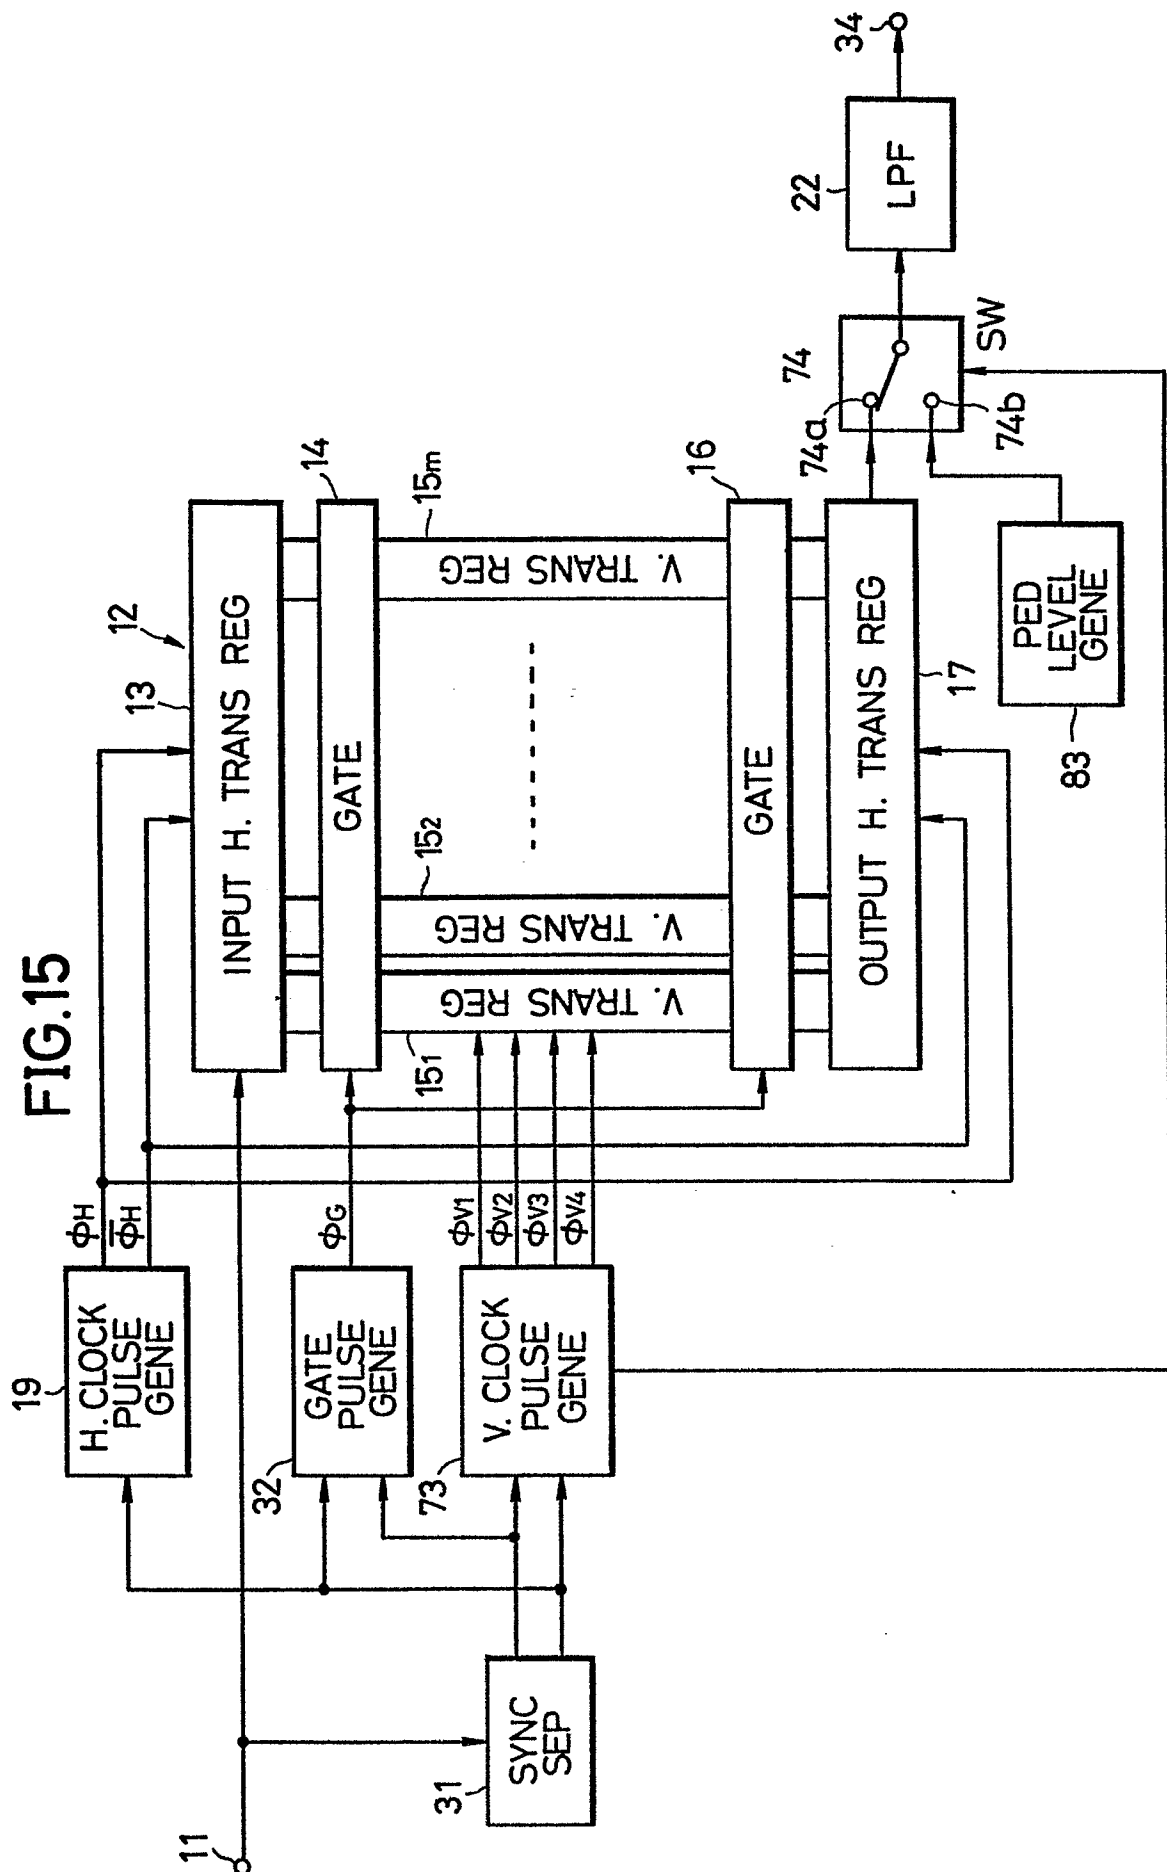 FIG.15
11
31
SYNC
SEP
19
H. CLOCK
PULSE
GENE
ϕH
ϕ̅H
32
GATE
PULSE
GENE
ϕG
73
V. CLOCK
PULSE
GENE
ϕV1
ϕV2
ϕV3
ϕV4
12
13
INPUT H. TRANS REG
14
GATE
151
V. TRANS
REG
152
V. TRANS REG
15m
V. TRANS REG
16
GATE
17
OUTPUT H. TRANS REG
83
PED
LEVEL
GENE
74
74a
74b
SW
22
LPF
34